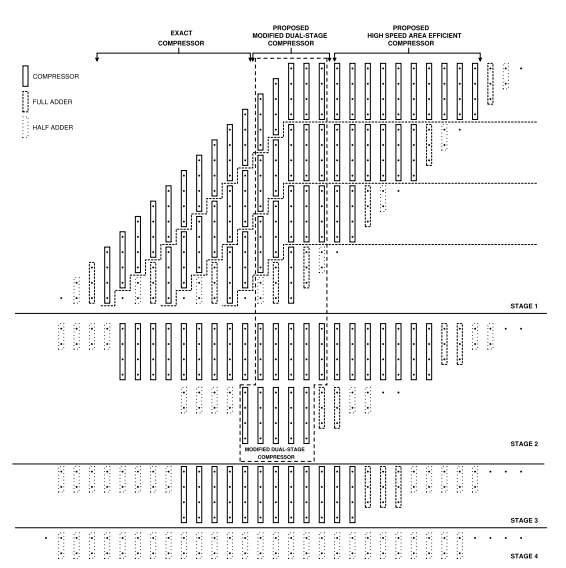 EXACT
COMPRESSOR
PROPOSED
MODIFIED DUAL-STAGE
COMPRESSOR
PROPOSED
HIGH SPEED AREA EFFICIENT
COMPRESSOR
COMPRESSOR
FULL ADDER
HALF ADDER
STAGE 1
STAGE 2
MODIFIED DUAL-STAGE
COMPRESSOR
STAGE 3
STAGE 4